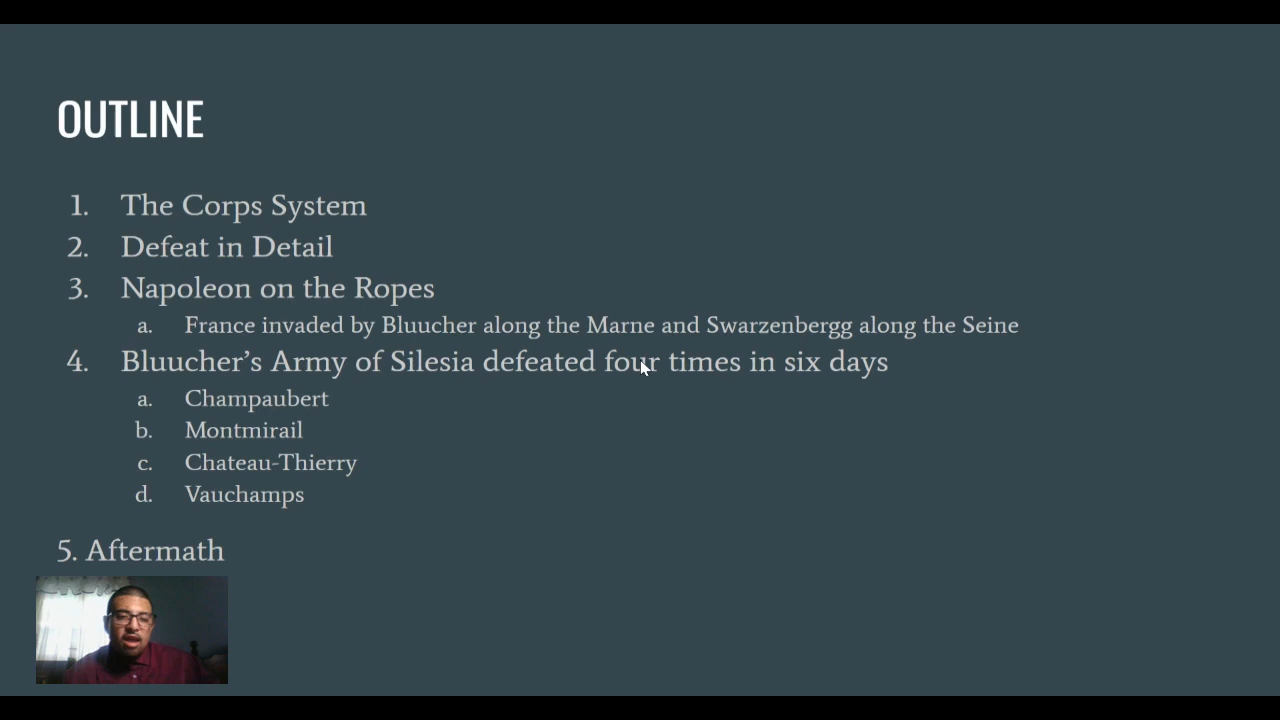 OUTLINE
1. The Corps System
2. Defeat in Detail
3. Napoleon on the Ropes
a. France invaded by Bluucher along the Marne and Swarzenbergg along the Seine
4. Bluucher's Army of Silesia defeated four times in six days
a. Champaubert
b. Montmirail
c. Chateau-Thierry
d. Vauchamps
5. Aftermath